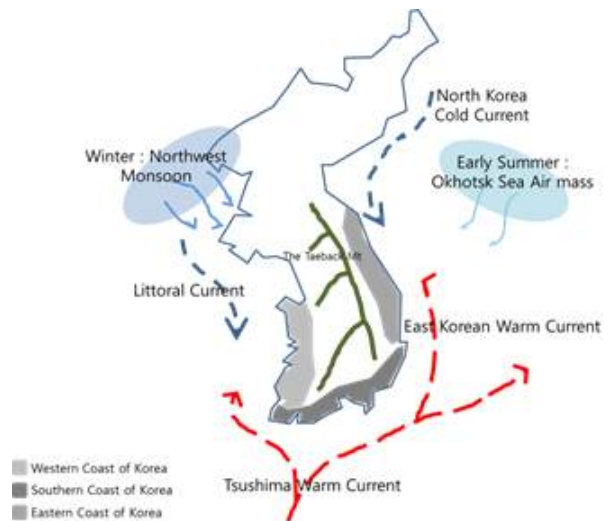 North Korea
Cold Current
Winter : Northwest
Monsoon
Early Summer :
Okhotsk Sea Air mass
The Taeback Mt
Littoral Current
East Korean Warm Current
Western Coast of Korea
Southern Coast of Korea
Eastern Coast of Korea
Tsushima Warm Current